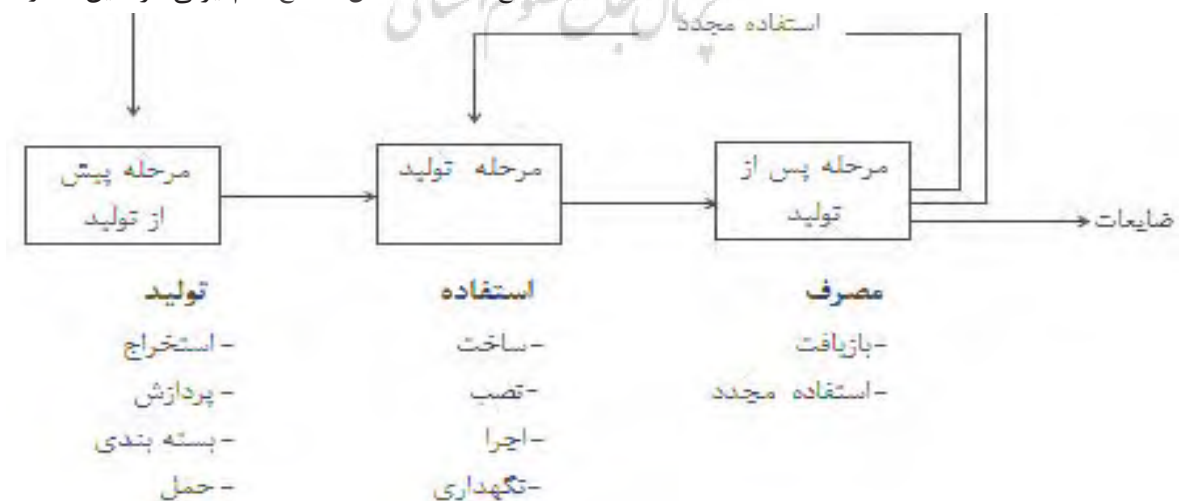 استفاده مجدد
مرحله پیش
از تولید
مرحله تولید
مرحله پس از
تولید
ضایعات
تولید
- استخراج
- پردازش
- بسته بندی
- حمل
استفاده
-ساخت
-نصب
-اجرا
-نگهداری
مصرف
-بازیافت
-استفاده مجدد